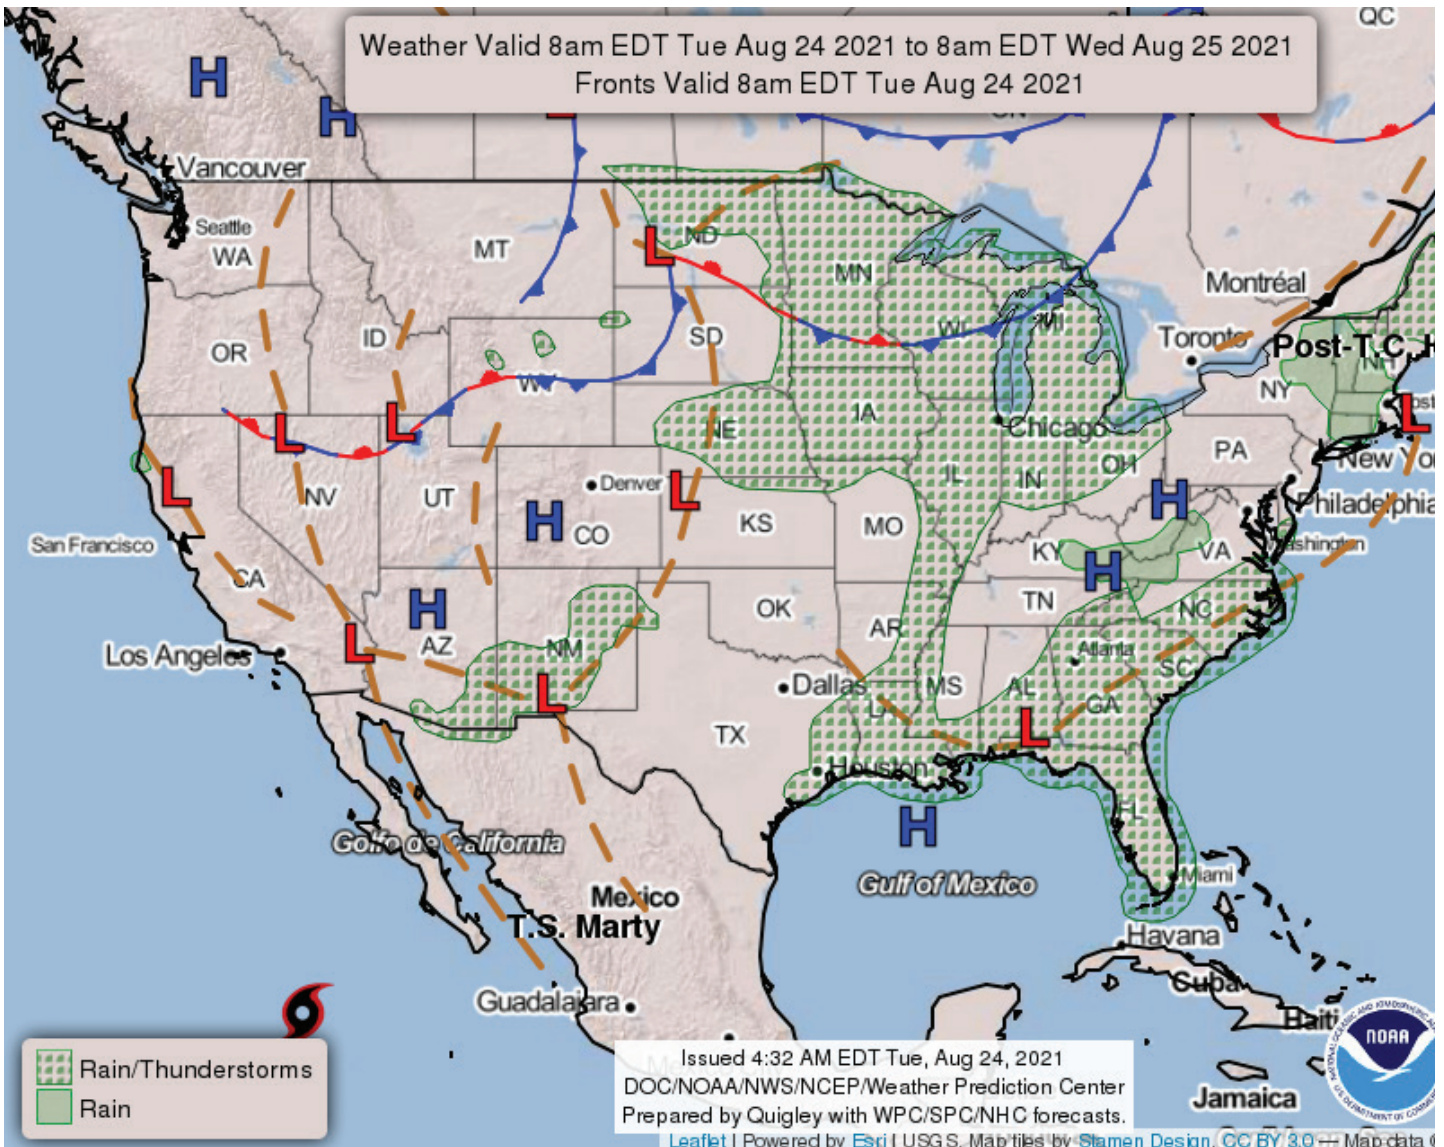 QC
Weather Valid 8am EDT Tue Aug 24 2021 to 8am EDT Wed Aug 25 2021
Fronts Valid 8am EDT Tue Aug 24 2021
H
H
L
Vancouver
Seattle
WA
MT
ND
L
MN
Montréal
OR
ID
SD
WI
MI
Toronto
Post-T.C. H
WY
NH
NY
L
L
NE
IA
Chicago
L
New Yo
PA
OH
L
NV
UT
Denver
L
IL
IN
H
Philadelphia
H
CO
KS
MO
San Francisco
KY
VA
Washington
CA
H
H
OK
TN
NC
AZ
NM
AR
Atlanta
Los Angeles
L
SC
L
Dallas
LA
MS
AL
GA
TX
L
Houston
H
FL
Golfo de California
Gulf of Mexico
Miami
Mexico
T.S. Marty
Havana
Cuba
Guadalajara
Haiti
Rain/Thunderstorms
Rain
Issued 4:32 AM EDT Tue, Aug 24, 2021
DOC/NOAA/NWS/NCEP/Weather Prediction Center
Prepared by Quigley with WPC/SPC/NHC forecasts.
Mexico City
Jamaica
NOAA
Leaflet | Powered by Esri | USGS, Map tiles by Stamen Design, CC BY 3.0 — Map data